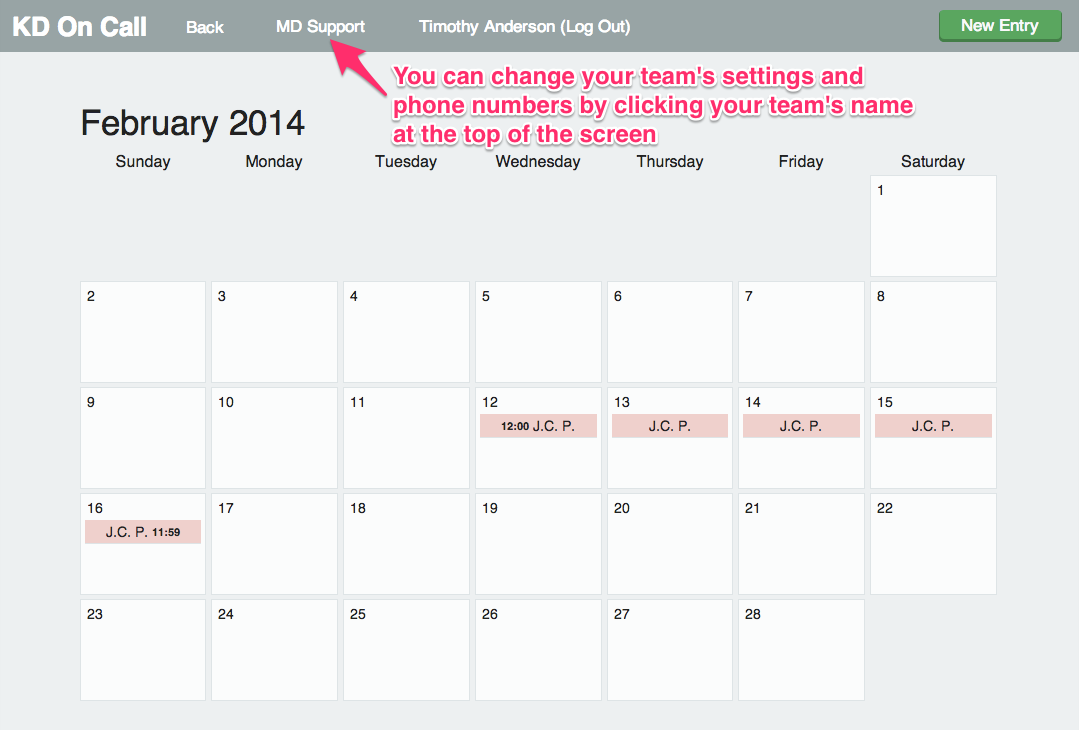 KD On Call Back MD Support Timothy Anderson (Log Out) New Entry
You can change your team's settings and
phone numbers by clicking your team's name
at the top of the screen
February 2014
Sunday Monday Tuesday Wednesday Thursday Friday Saturday
1
2 3 4 5 6 7 8
9 10 11 12 13 14 15
12:00 J.C. P. J.C. P. J.C. P. J.C. P.
16 17 18 19 20 21 22
J.C. P. 11:59
23 24 25 26 27 28